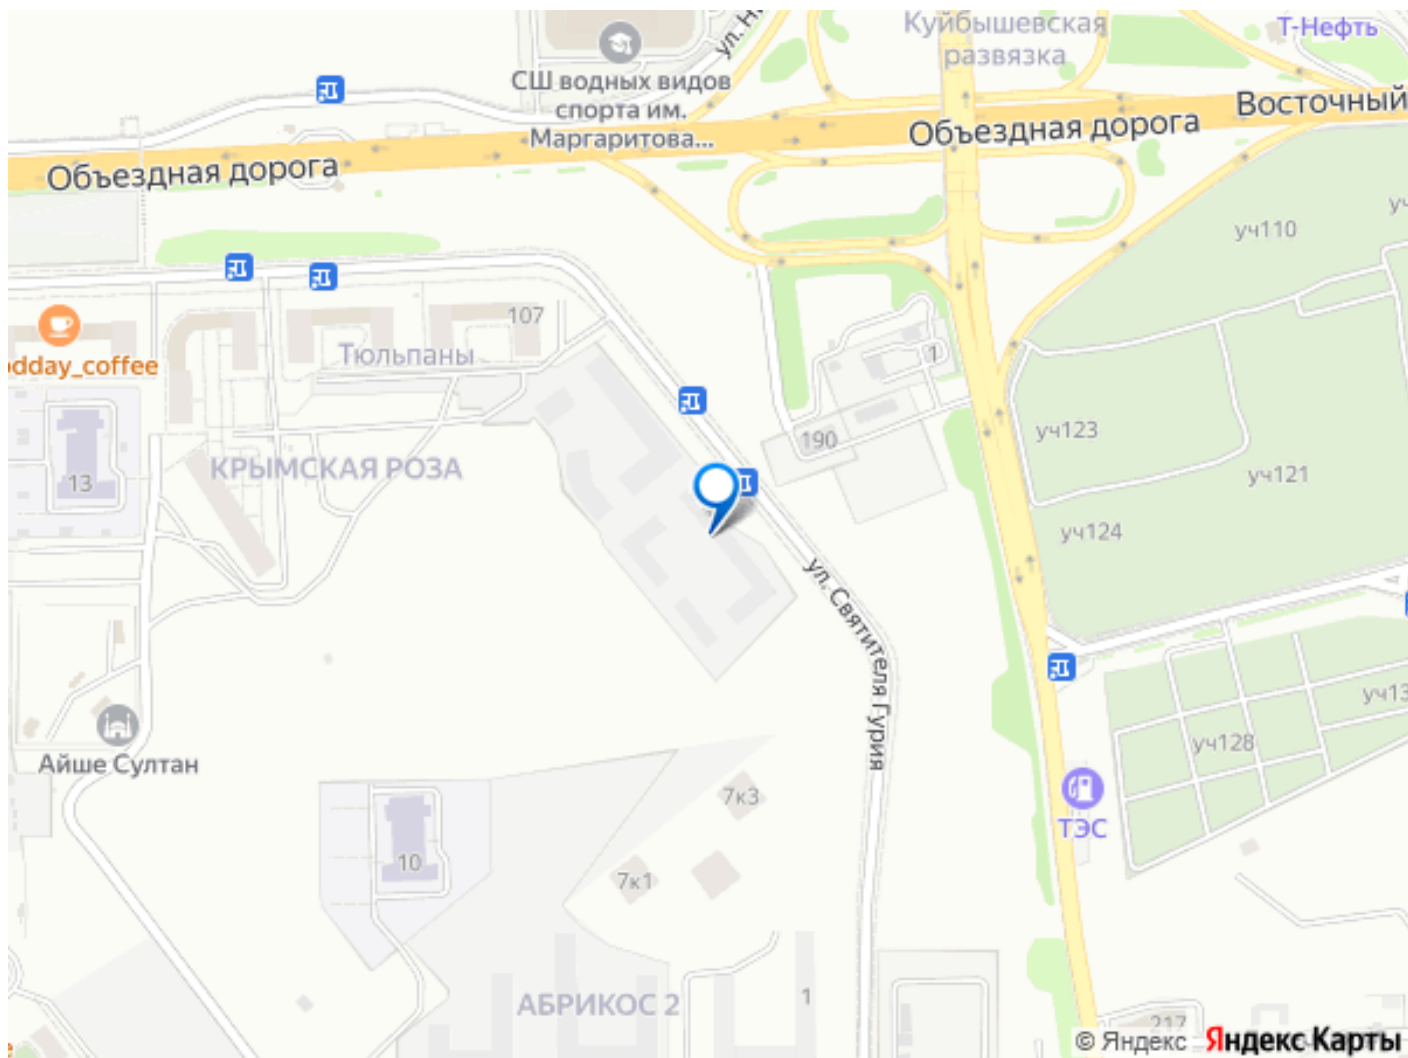 Куйбышевская
развязка
Т-Нефть
СШ водных видов
спорта им.
Маргаритова...
Восточный
Объездная дорога
Объездная дорога
уч110
107
Тюльпаны
1
dday_coffee
190
уч123
КРЫМСКАЯ РОЗА
13
уч121
уч124
ул. Святителя Гурия
Айше Султан
уч128
7к3
ТЭС
10
7к1
АБРИКОС 2
1
217
© Яндекс
Яндекс Карты